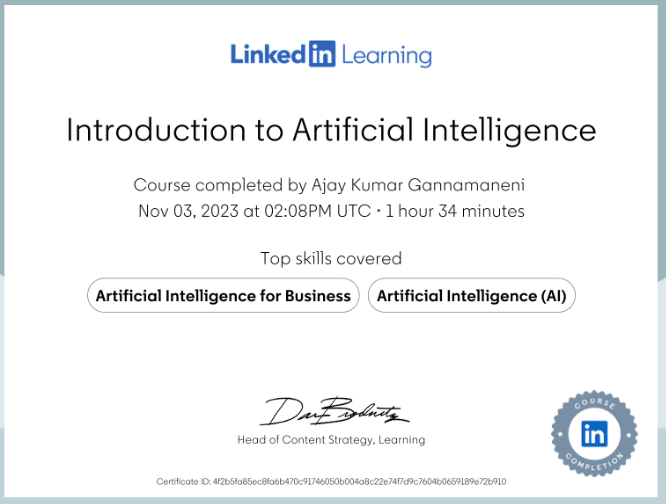 Linked in Learning
Introduction to Artificial Intelligence
Course completed by Ajay Kumar Gannamaneni
Nov 03, 2023 at 02:08PM UTC • 1 hour 34 minutes
Top skills covered
Artificial Intelligence for Business
Artificial Intelligence (AI)
Head of Content Strategy, Learning
COURSE
in
COMPLETION
Certificate ID: 4f2b5fa85ec8fa6b470c91746050b004a8c22e74f7d9c7604b0659189e72b910